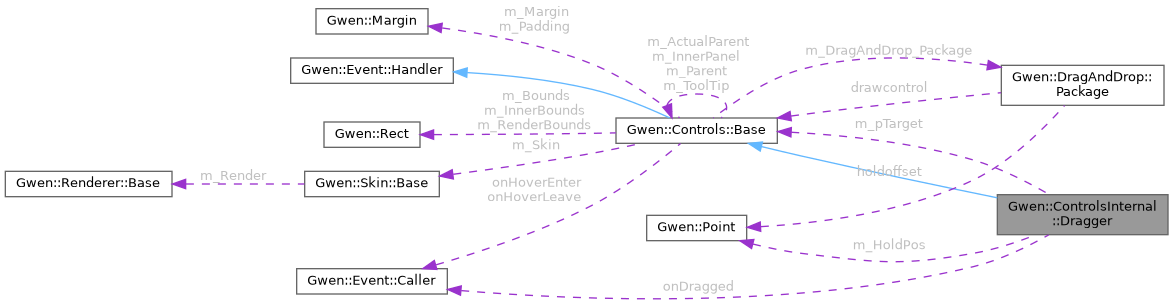 Gwen::Margin
m_Margin
m_Padding
m_ActualParent
m_InnerPanel
m_Parent
m_ToolTip
m_DragAndDrop_Package
Gwen::Event::Handler
Gwen::DragAndDrop::
Package
drawcontrol
m_Bounds
m_InnerBounds
m_RenderBounds
Gwen::Rect
Gwen::Controls::Base
m_pTarget
m_Skin
Gwen::Renderer::Base
m_Render
Gwen::Skin::Base
onHoverEnter
onHoverLeave
holdoffset
Gwen::ControlsInternal
::Dragger
Gwen::Point
m_HoldPos
Gwen::Event::Caller
onDragged